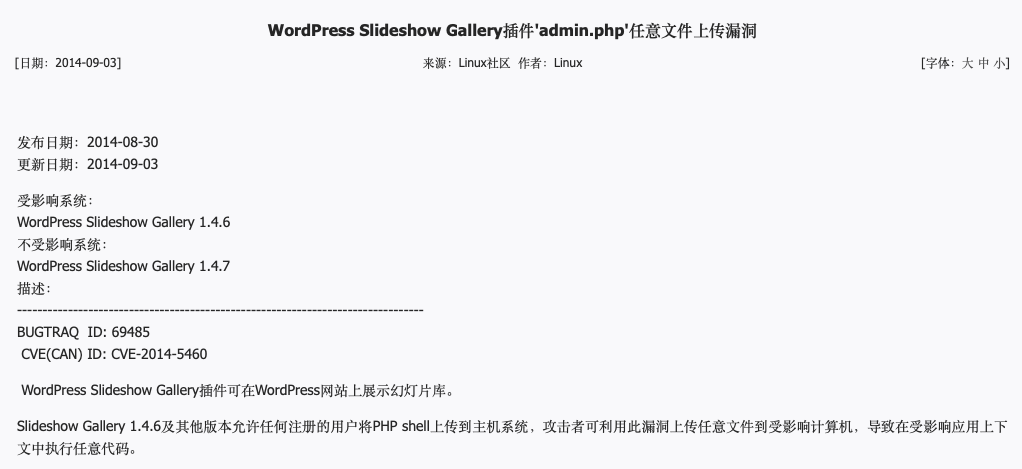 WordPress Slideshow Gallery插件'admin.php'任意文件上传漏洞
[日期：2014-09-03] 来源：Linux社区 作者：Linux [字体：大 中 小]
发布日期：2014-08-30
更新日期：2014-09-03
受影响系统：
WordPress Slideshow Gallery 1.4.6
不受影响系统：
WordPress Slideshow Gallery 1.4.7
描述：
--------------------------------------------------------------------------------
BUGTRAQ ID: 69485
CVE(CAN) ID: CVE-2014-5460
WordPress Slideshow Gallery插件可在WordPress网站上展示幻灯片库。
Slideshow Gallery 1.4.6及其他版本允许任何注册的用户将PHP shell上传到主机系统，攻击者可利用此漏洞上传任意文件到受影响计算机，导致在受影响应用上下
文中执行任意代码。